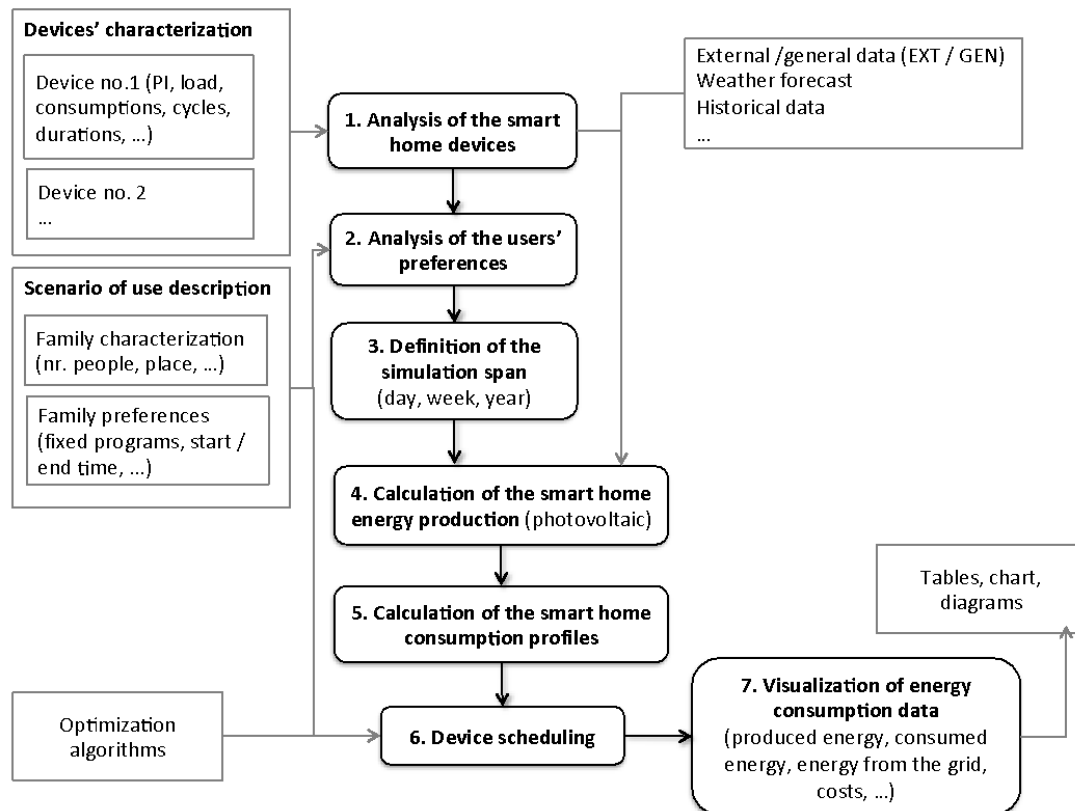 Devices' characterization
Device no.1 (PI, load,
consumptions, cycles,
durations, ...)
Device no. 2
...
Scenario of use description
Family characterization
(nr. people, place, ...)
Family preferences
(fixed programs, start /
end time, ...)
Optimization
algorithms
1. Analysis of the smart
home devices
2. Analysis of the users'
preferences
3. Definition of the
simulation span
(day, week, year)
4. Calculation of the smart home
energy production (photovoltaic)
5. Calculation of the smart home
consumption profiles
6. Device scheduling
External /general data (EXT / GEN)
Weather forecast
Historical data
...
7. Visualization of energy
consumption data
(produced energy, consumed
energy, energy from the grid,
costs, ...)
Tables, chart,
diagrams